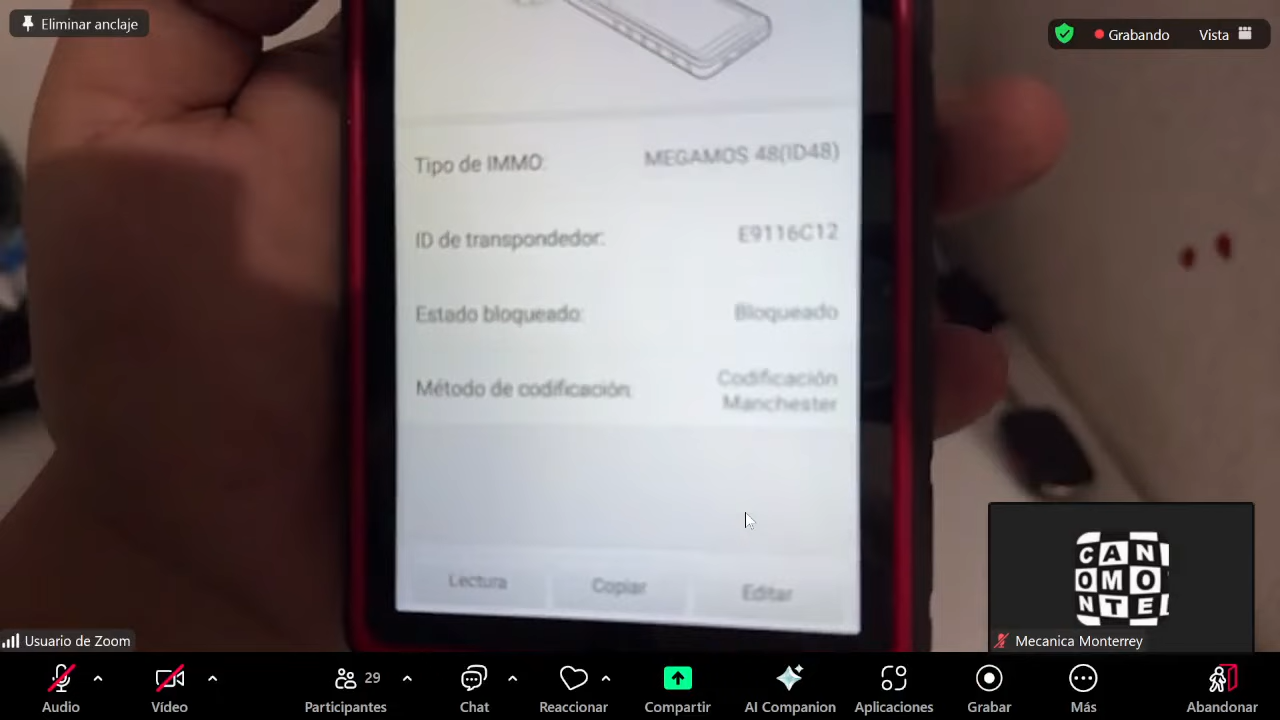 Eliminar anclaje
Grabando
Vista
Tipo de IMMO:
MEGAMOS 48(ID48)
ID de transpondedor:
E9116C12
Estado bloqueado:
Bloqueado
Método de codificación:
Codificación
Manchester
Lectura
Copiar
Editar
CAN
OMO
NTE
Usuario de Zoom
Mecanica Monterrey
Audio
Vídeo
29
Participantes
Chat
Reaccionar
Compartir
AI Companion
Aplicaciones
Grabar
Más
Abandonar